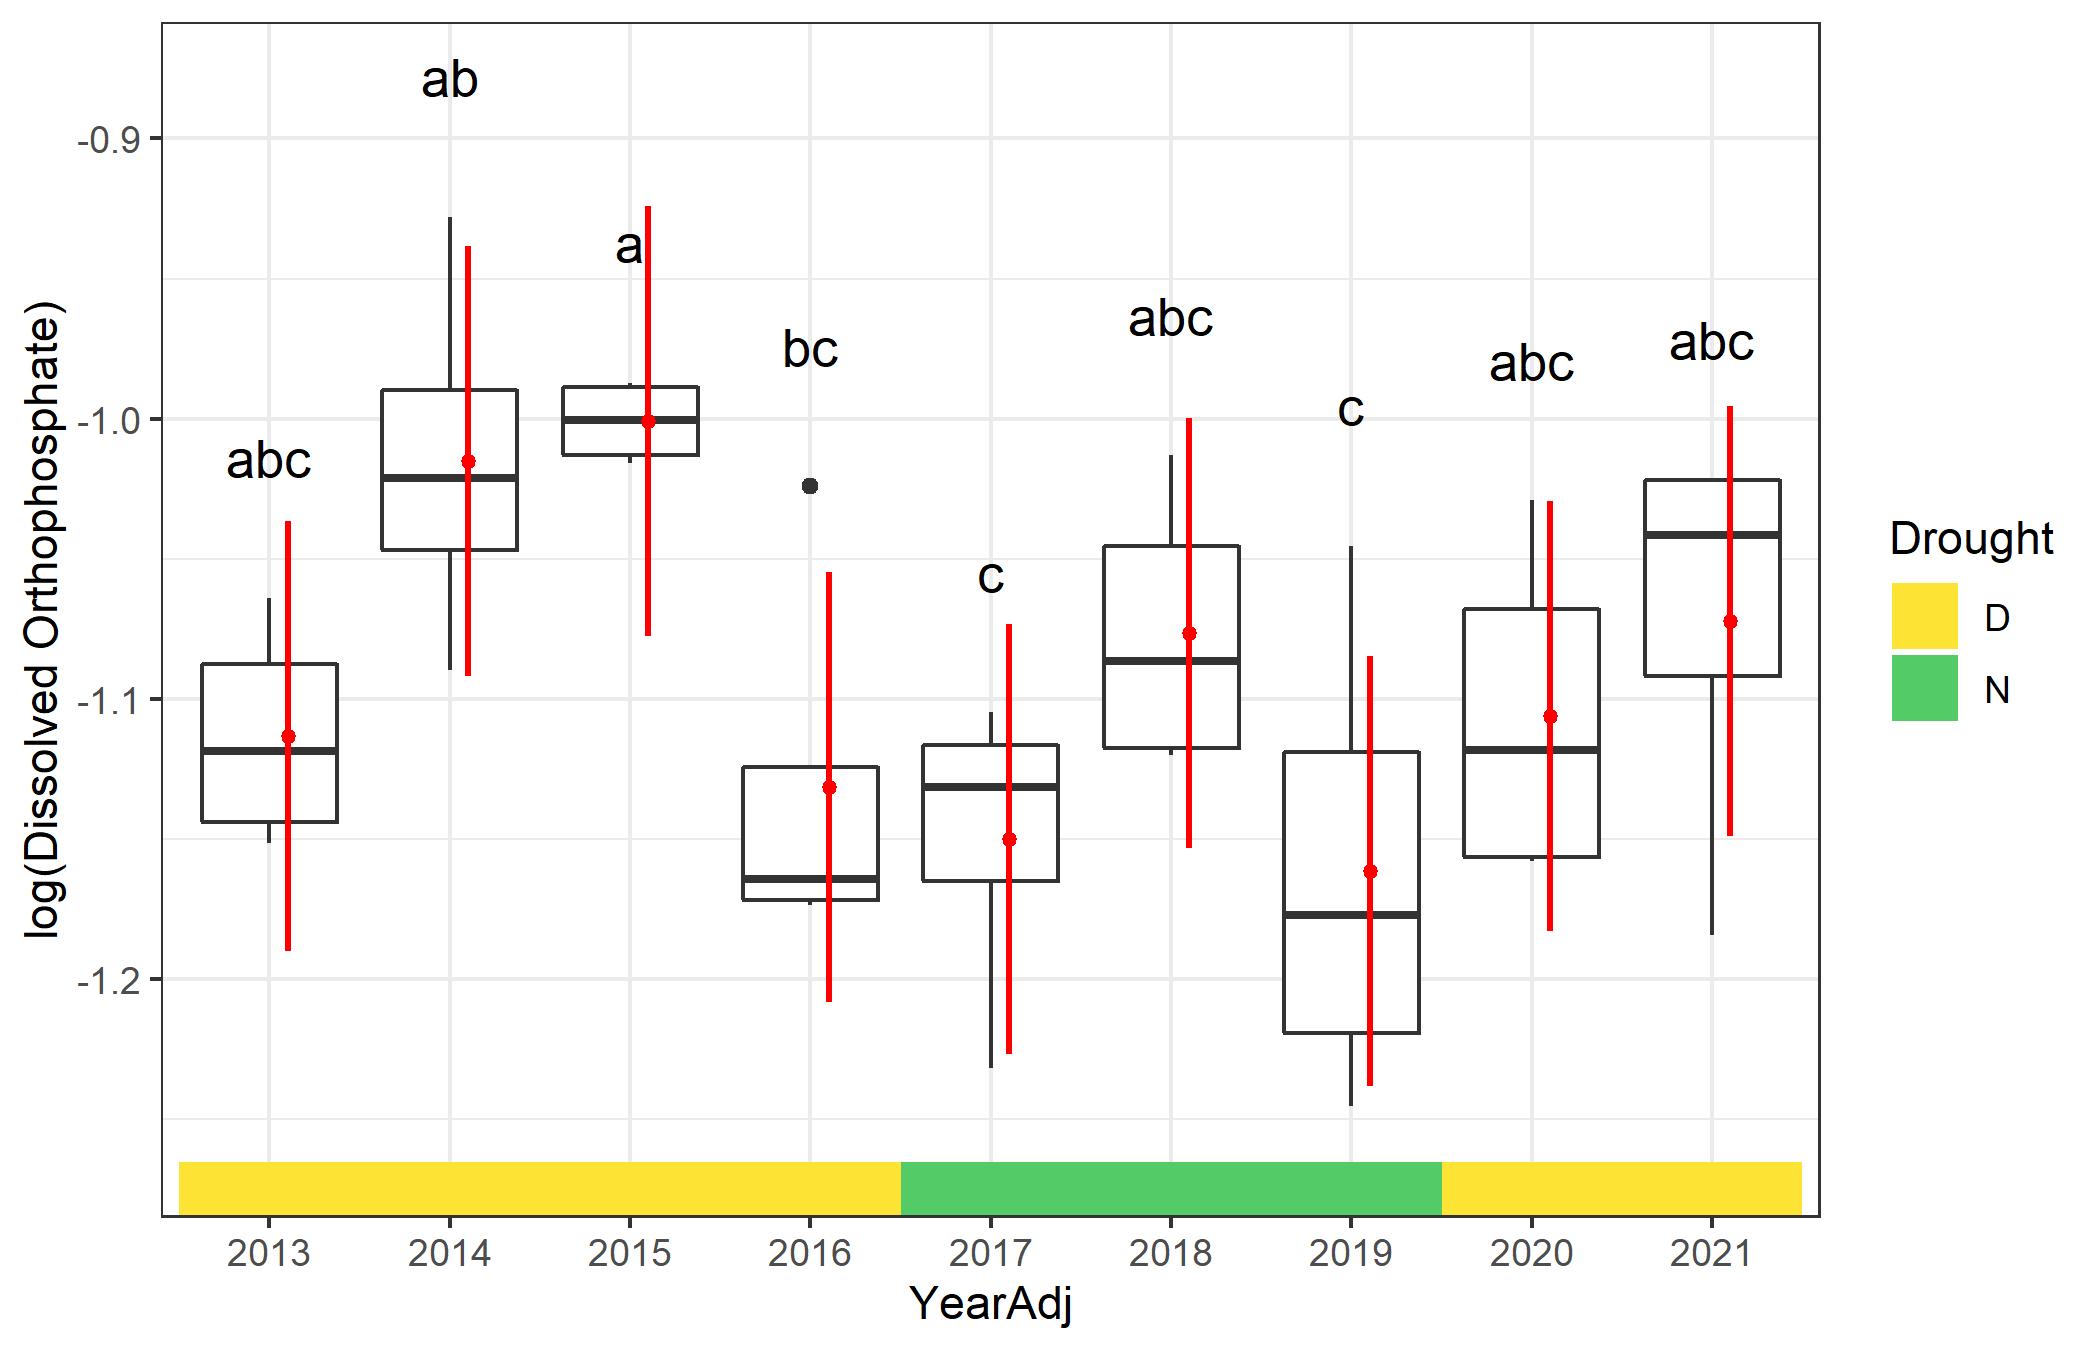 ab
-0.9
a
bc
abc
abc
abc
c
-1.0
abc
c
-1.1
-1.2
log(Dissolved Orthophosphate)
2013 2014 2015 2016 2017 2018 2019 2020 2021
YearAdj
Drought
D
N